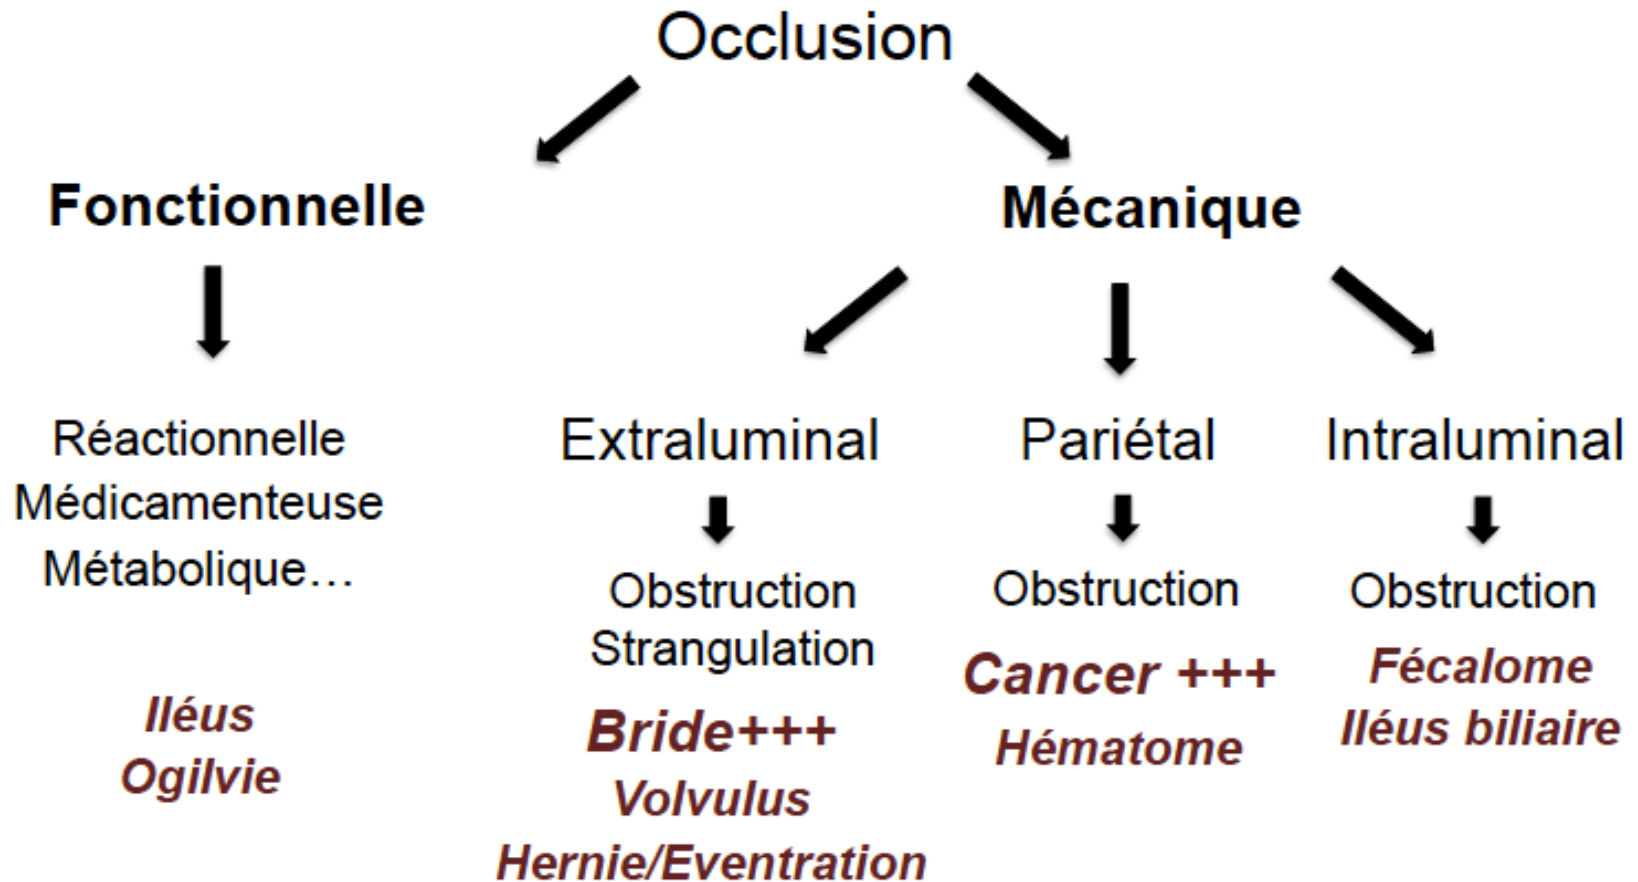 Occlusion
Fonctionnelle
Mécanique
Réactionnelle
Médicamenteuse
Métabolique…
Iléus
Ogilvie
Extraluminal
Obstruction
Strangulation
Bride+++
Volvulus
Hernie/Eventration
Pariétal
Obstruction
Cancer +++
Hématome
Intraluminal
Obstruction
Fécalome
Iléus biliaire